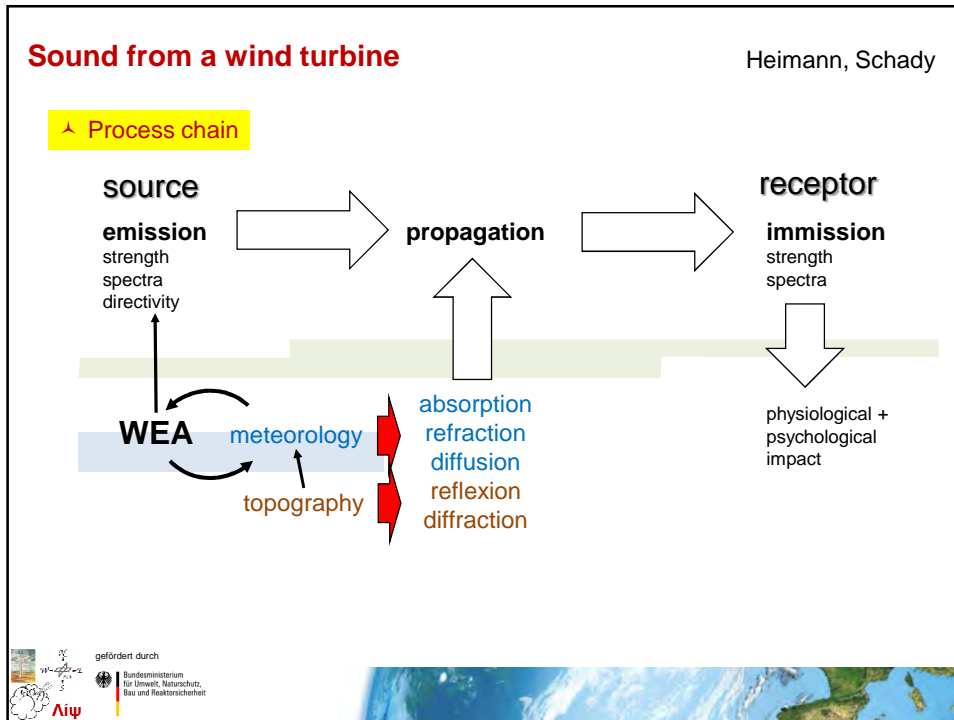 Sound from a wind turbine
Heimann, Schady
Process chain
source
receptor
emission
propagation
immission
strength
spectra
directivity
strength
spectra
WEA
meteorology
topography
absorption
refraction
diffusion
reflexion
diffraction
physiological +
psychological
impact
gefördert durch
Bundesministerium
für Umwelt, Naturschutz,
Bau und Reaktorsicherheit
N
W
E
S
Λίψ